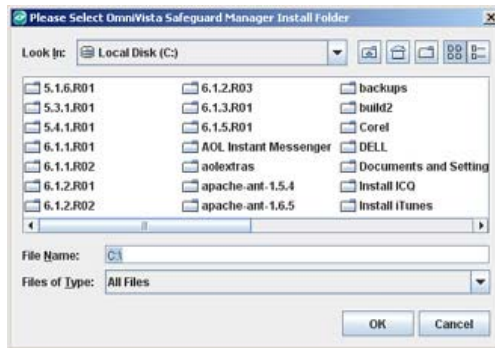 Please Select OmniVista Safeguard Manager Install Folder
Look In: Local Disk (C:)
5.1.6.R01 6.1.2.R03 backups
5.3.1.R01 6.1.3.R01 build2
5.4.1.R01 6.1.5.R01 Corel
6.1.1.R01 AOL Instant Messenger DELL
6.1.1.R02 aolextras Documents and Setting
6.1.2.R01 apache-ant-1.5.4 Install ICQ
6.1.2.R02 apache-ant-1.6.5 Install iTunes
File Name: C:\
Files of Type: All Files
OK Cancel